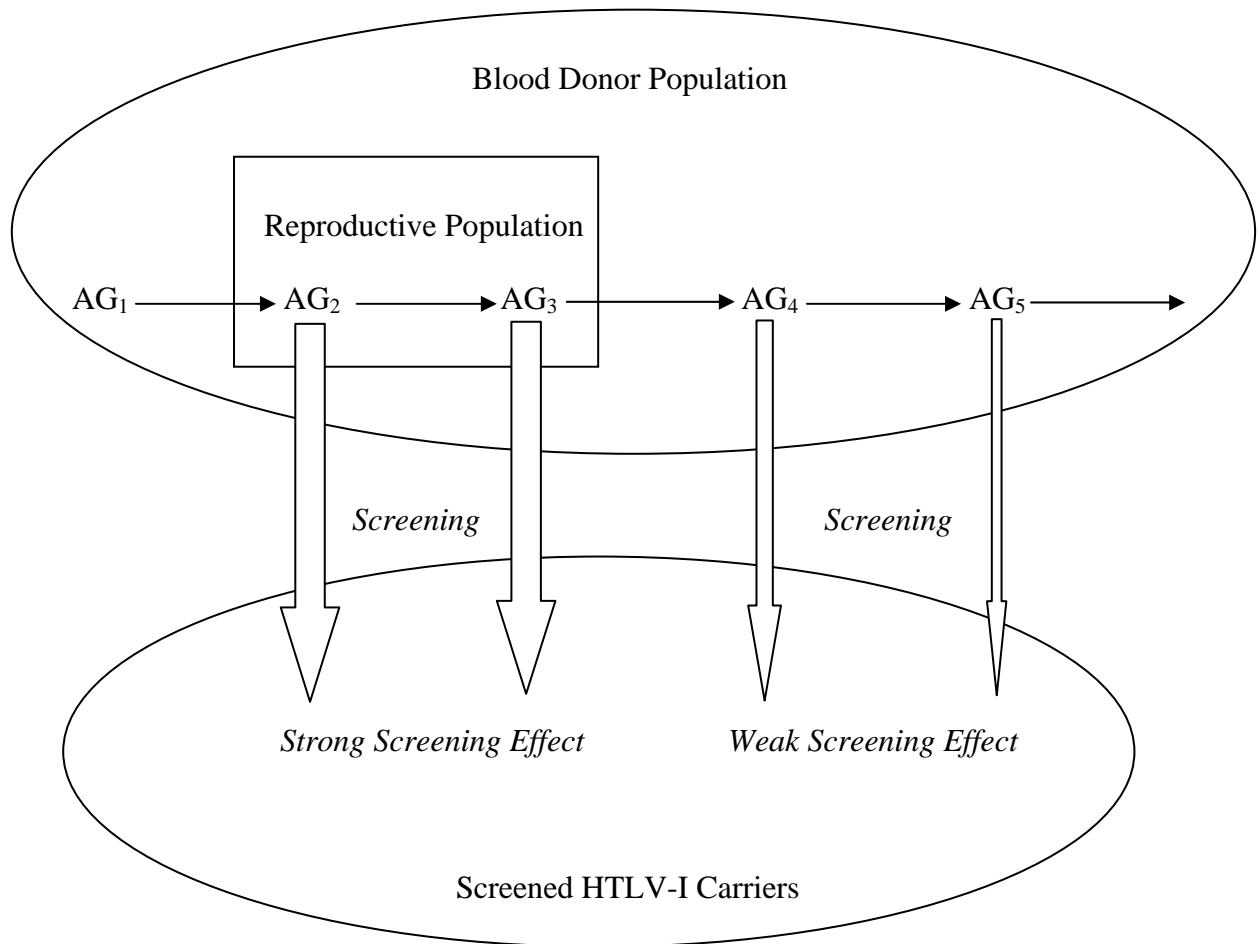 Blood Donor Population
Reproductive Population
AG₁ AG₂ AG₃ AG₄ AG₅
Screening Screening
Strong Screening Effect Weak Screening Effect
Screened HTLV-I Carriers